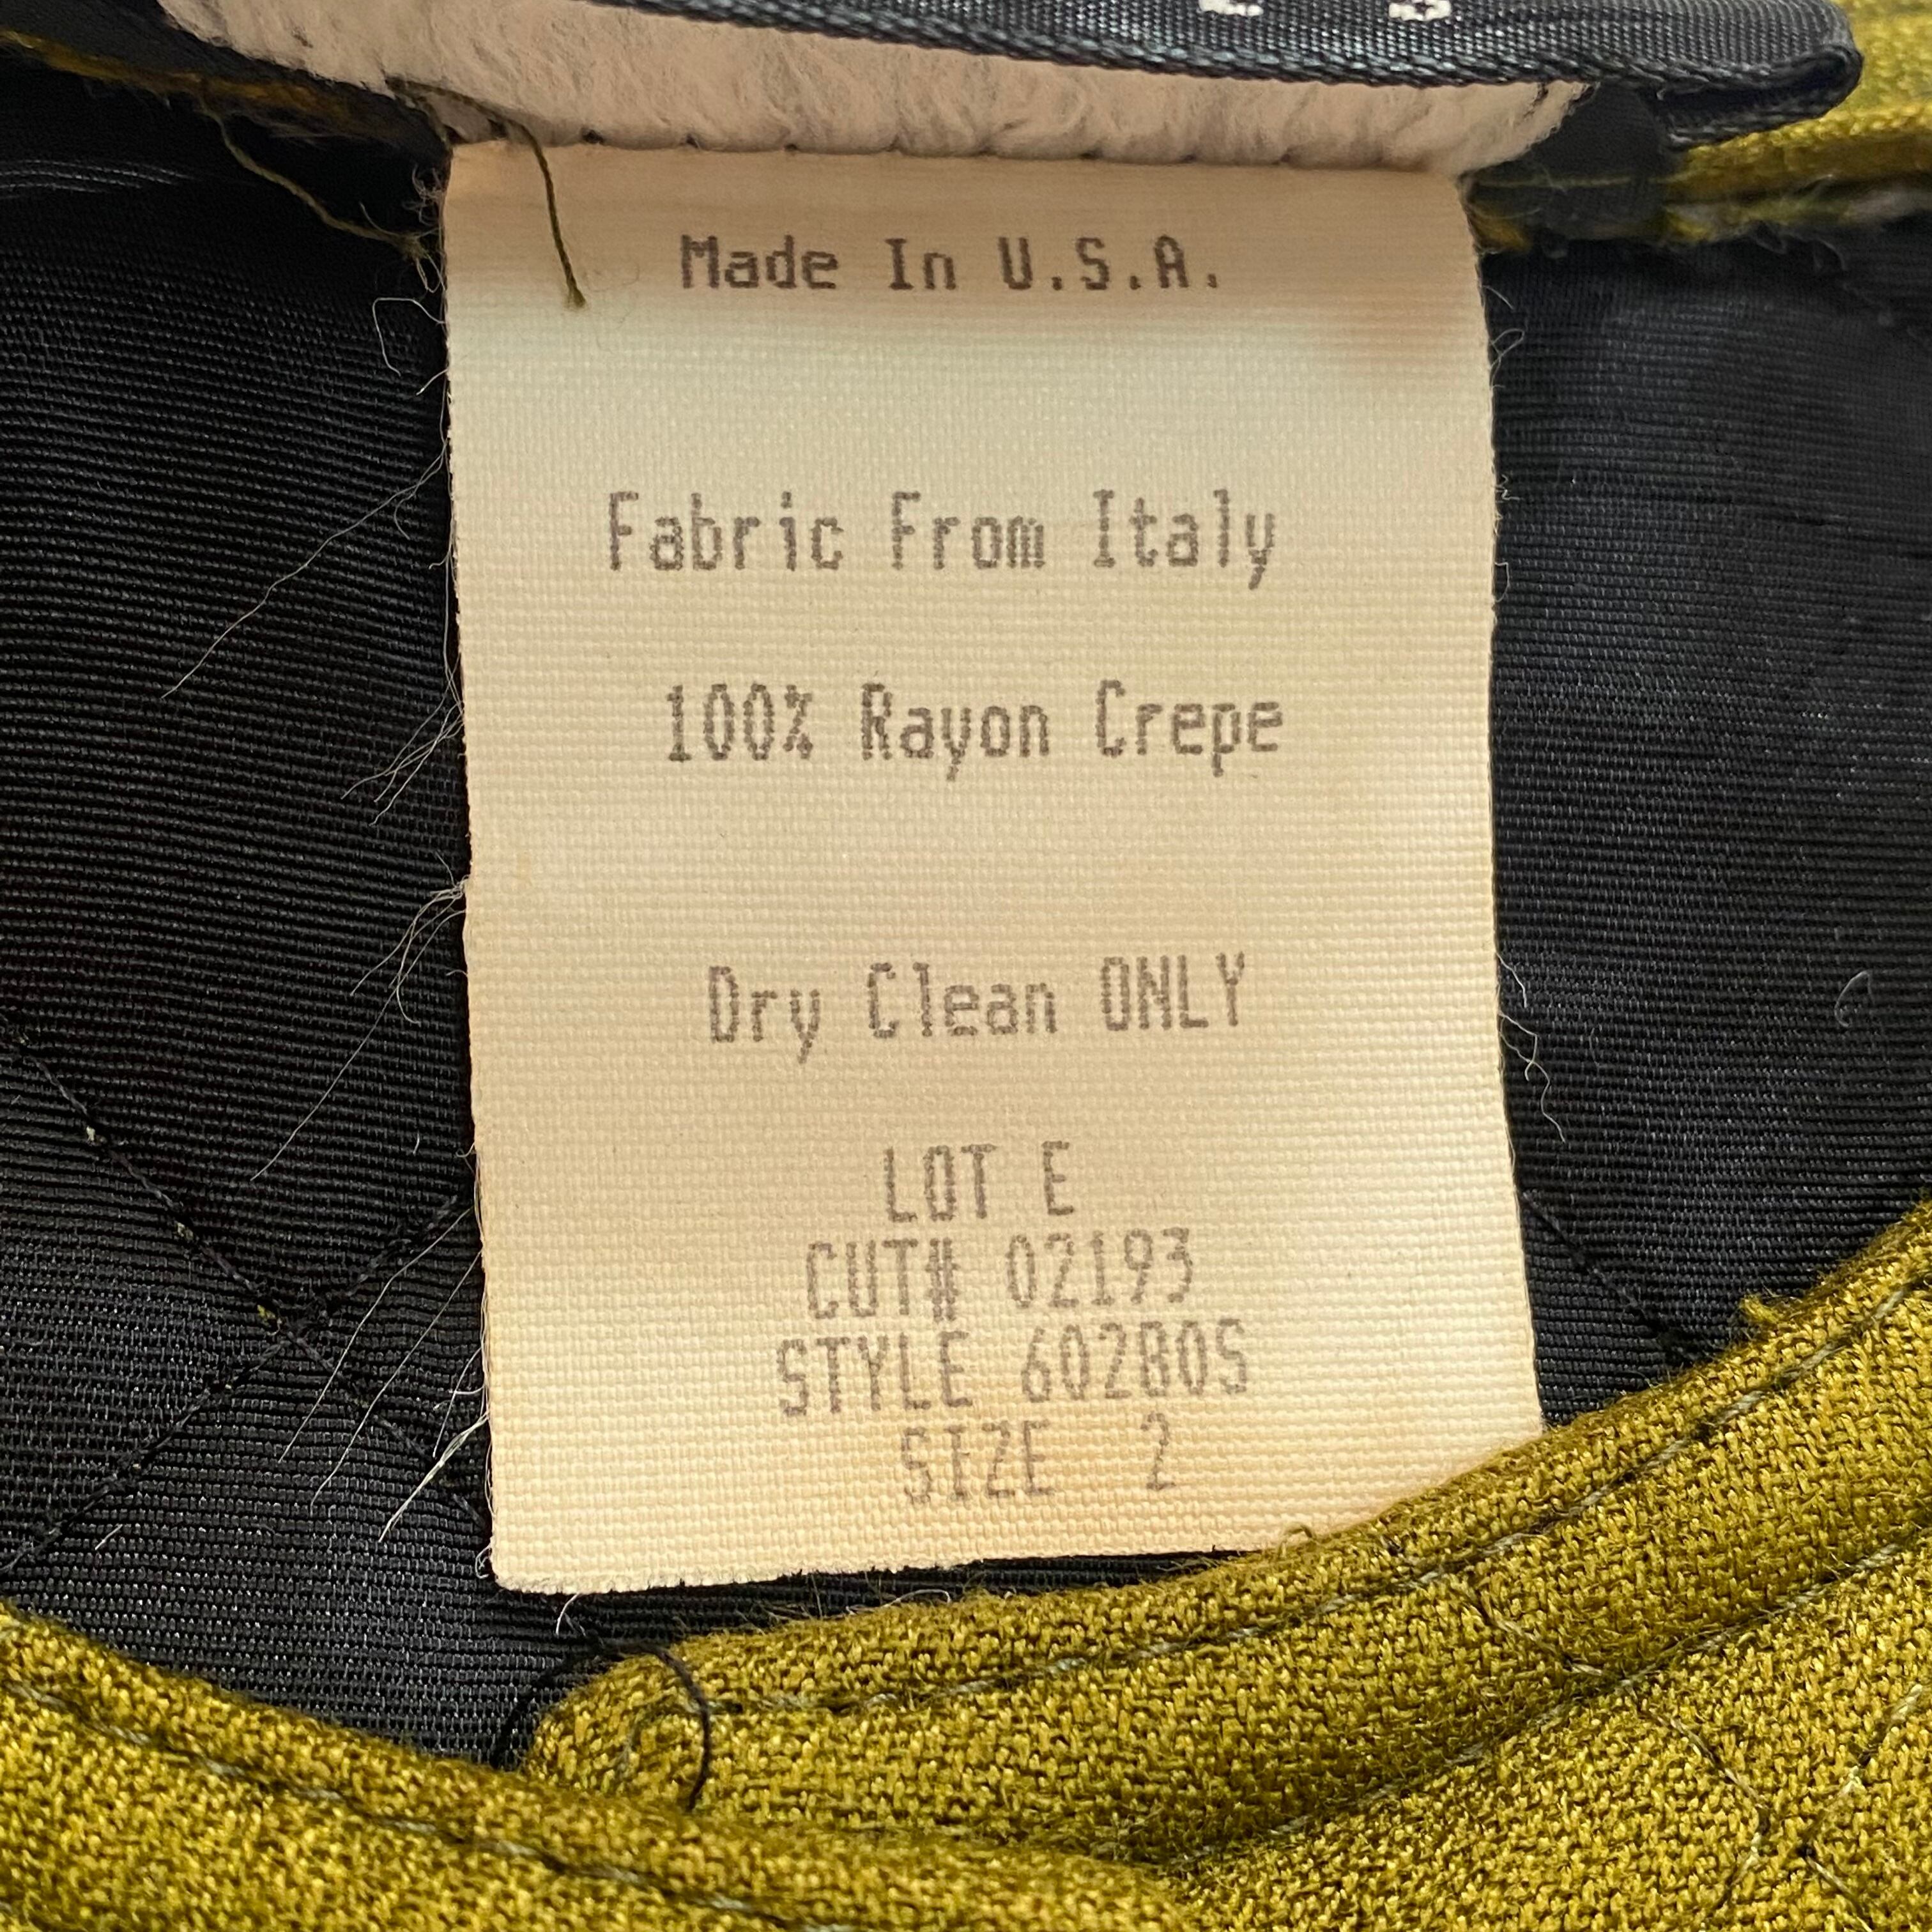 Made In U.S.A.
Fabric From Italy
100% Rayon Crepe
Dry Clean ONLY
LOT E
CUT# 02193
STYLE 60280S
SIZE 2